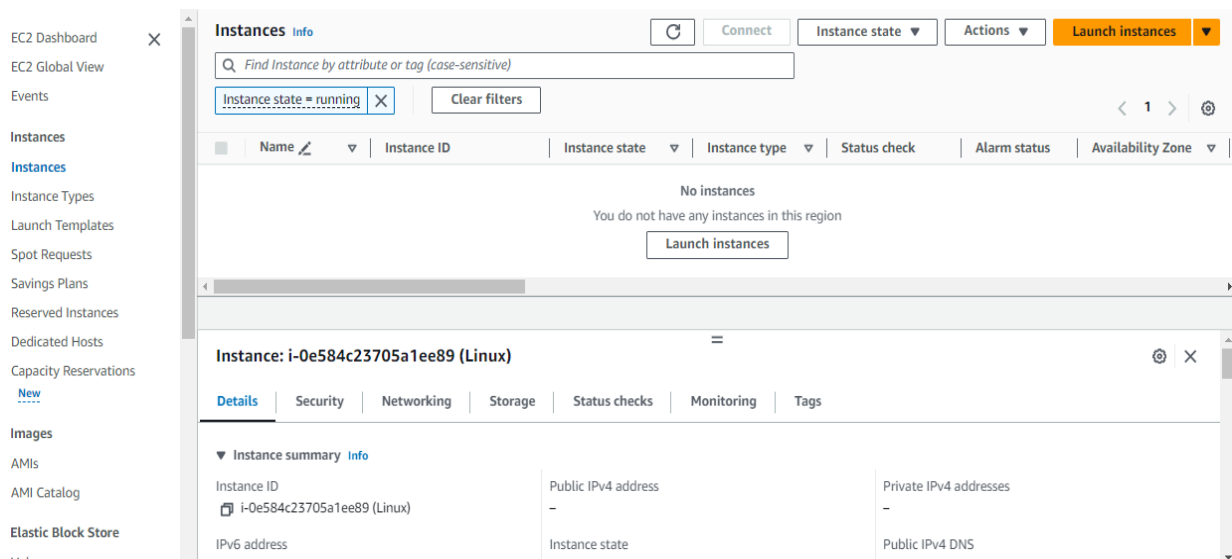 EC2 Dashboard
EC2 Global View
Events
Instances
Instances
Instance Types
Launch Templates
Spot Requests
Savings Plans
Reserved Instances
Dedicated Hosts
Capacity Reservations
New
Images
AMIs
AMI Catalog
Elastic Block Store
Instances Info
Connect
Instance state
Actions
Launch instances
Find Instance by attribute or tag (case-sensitive)
Instance state = running
Clear filters
1
Name Instance ID Instance state Instance type Status check Alarm status Availability Zone
No instances
You do not have any instances in this region
Launch instances
Instance: i-0e584c23705a1ee89 (Linux)
Details Security Networking Storage Status checks Monitoring Tags
Instance summary Info
Instance ID Public IPv4 address Private IPv4 addresses
i-0e584c23705a1ee89 (Linux) – –
IPv6 address Instance state Public IPv4 DNS